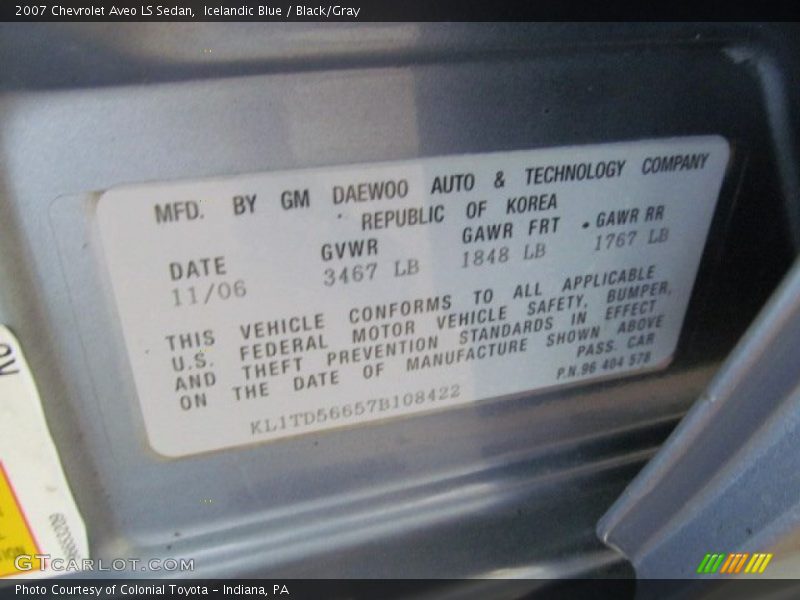 2007 Chevrolet Aveo LS Sedan, Icelandic Blue / Black/Gray
MFD. BY GM DAEWOO AUTO & TECHNOLOGY COMPANY
REPUBLIC OF KOREA
DATE GVWR GAWR FRT GAWR RR
11/06 3467 LB 1848 LB 1767 LB
THIS VEHICLE CONFORMS TO ALL APPLICABLE
U.S. FEDERAL MOTOR VEHICLE SAFETY, BUMPER,
AND THEFT PREVENTION STANDARDS IN EFFECT
ON THE DATE OF MANUFACTURE SHOWN ABOVE
PASS. CAR
KL1TD56657B108422
P.N.96 404 578
GTCARLOT.COM
Photo Courtesy of Colonial Toyota - Indiana, PA